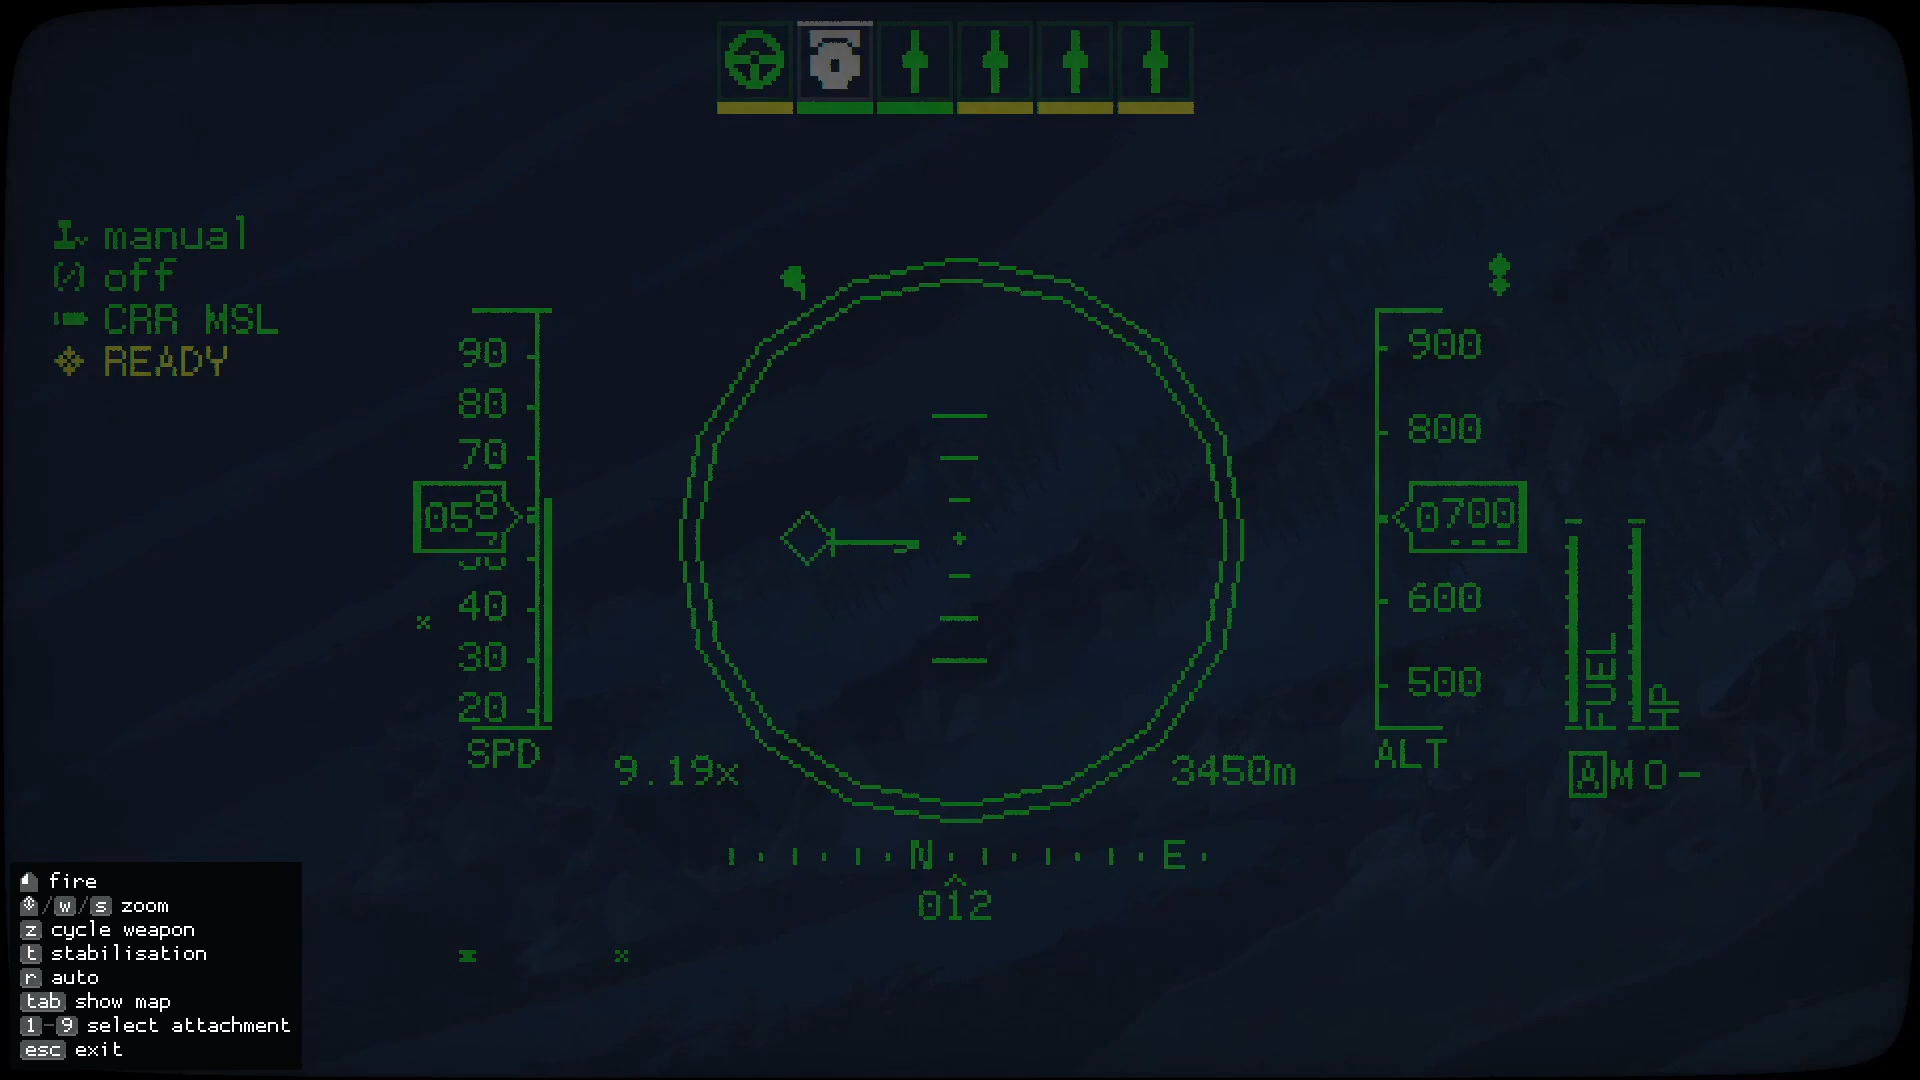 manual
off
CRR MSL
READY
90
80
70
058
7
40
30
20
SPD
900
800
0700
600
500
ALT
FUEL
HP
AMO-
9.19x
3450m
N E
012
fire
/w/s zoom
z cycle weapon
t stabilisation
r auto
tab show map
1-9 select attachment
esc exit